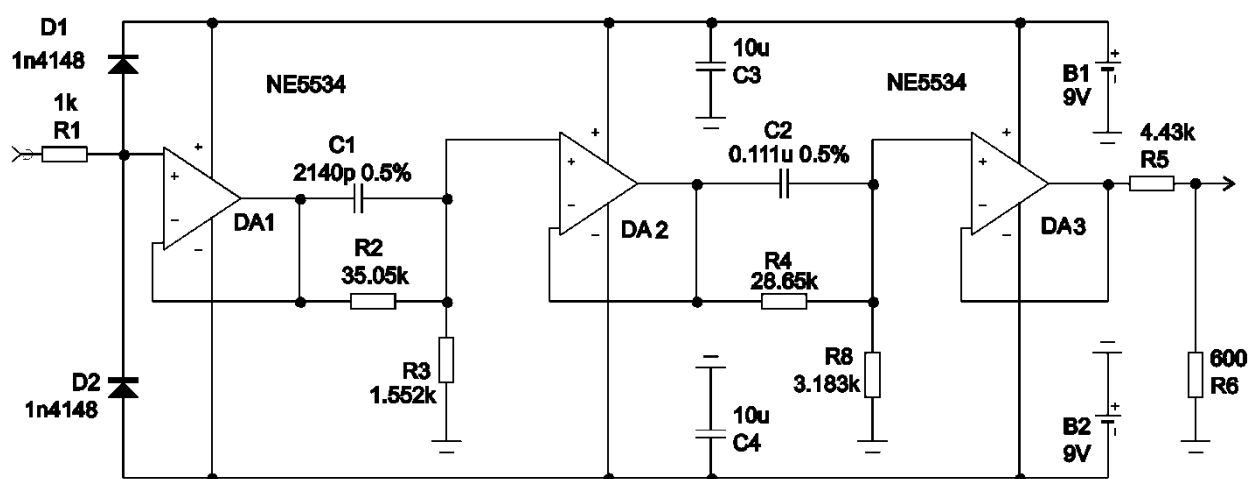 D1
1n4148
1k
R1
NE5534
C1
2140p 0.5%
+
+
−
−
DA1
R2
35.05k
R3
1.552k
D2
1n4148
10u
C3
+
+
−
−
DA 2
C2
0.111u 0.5%
R4
28.65k
R8
3.183k
10u
C4
NE5534
+
+
−
−
DA3
B1
9V
+
−
4.43k
R5
600
R6
B2
9V
+
−